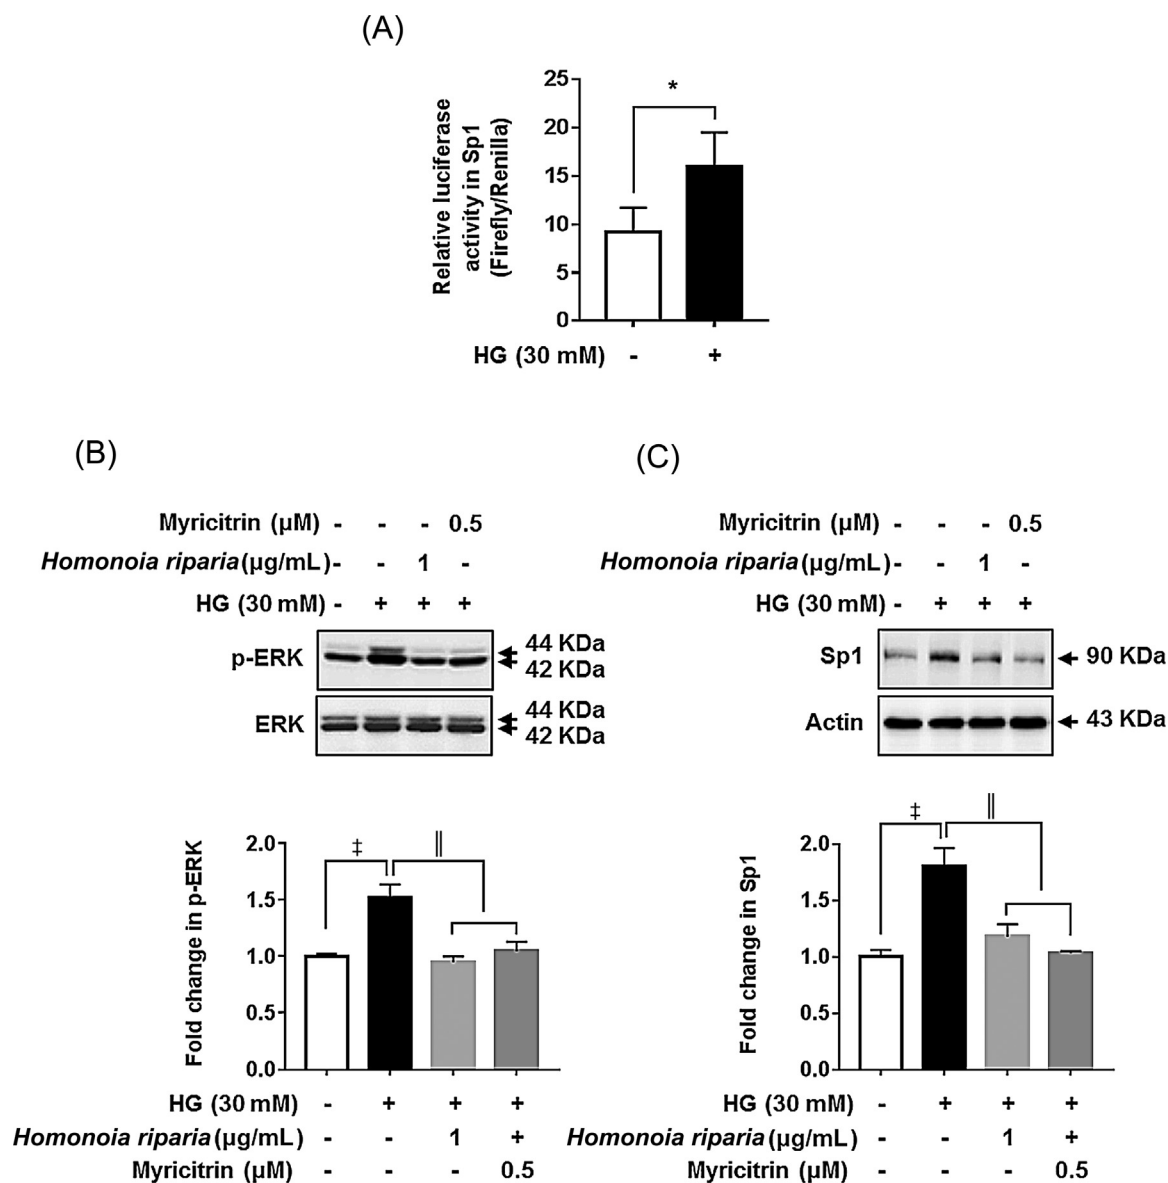 (A)
Relative luciferase
activity in Sp1
(Firefly/Renilla)
25
20
15
10
5
0
*
HG (30 mM) - +
(B)
Myricitrin (µM) - - - 0.5
Homonoia riparia (µg/mL) - - 1 -
HG (30 mM) - + + +
p-ERK
44 KDa
42 KDa
ERK
44 KDa
42 KDa
Fold change in p-ERK
2.0
1.5
1.0
0.5
0.0
‡ ‖
HG (30 mM) - + + +
Homonoia riparia (µg/mL) - - 1 +
Myricitrin (µM) - - - 0.5
(C)
Myricitrin (µM) - - - 0.5
Homonoia riparia (µg/mL) - - 1 -
HG (30 mM) - + + +
Sp1
90 KDa
Actin
43 KDa
Fold change in Sp1
2.0
1.5
1.0
0.5
0.0
‡ ‖
HG (30 mM) - + + +
Homonoia riparia (µg/mL) - - 1 +
Myricitrin (µM) - - - 0.5